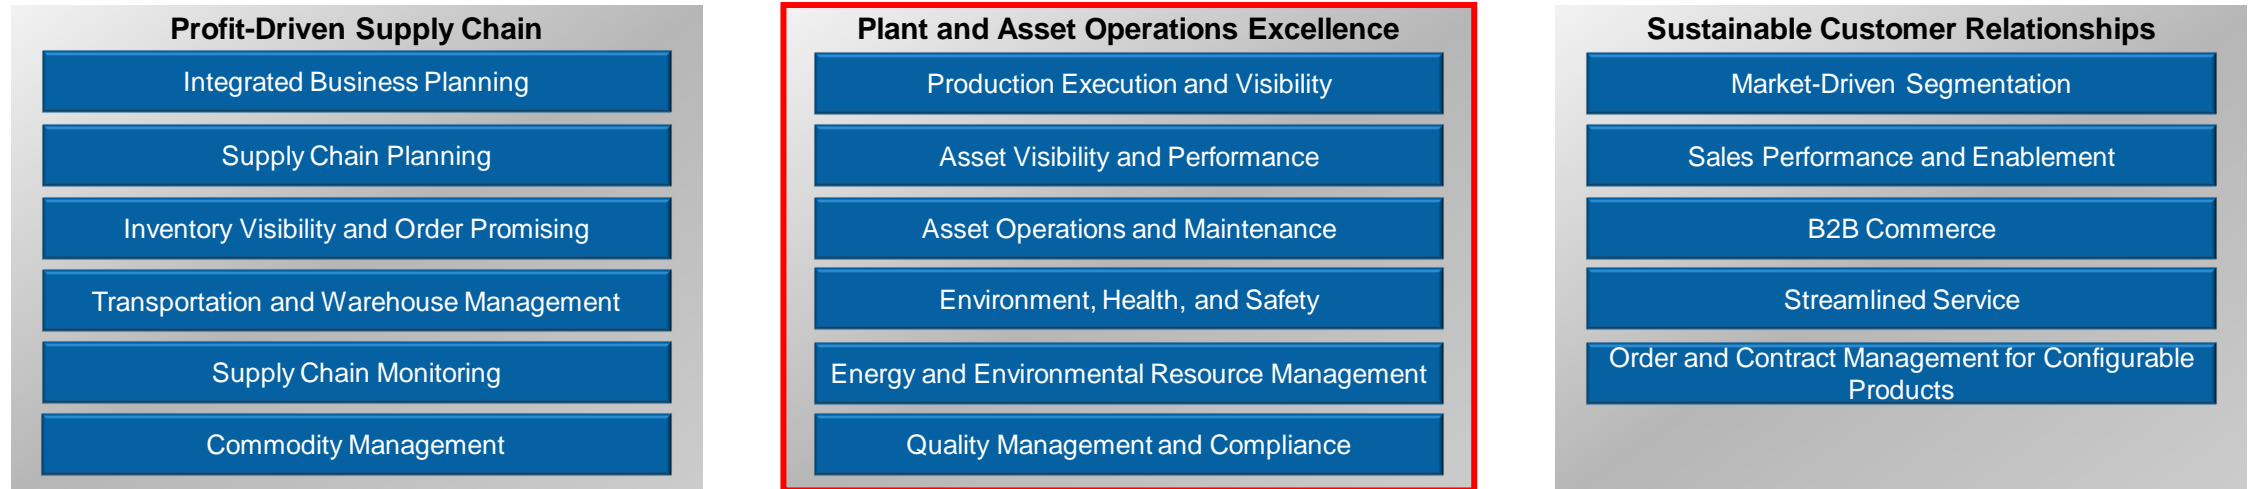 Profit-Driven Supply Chain
Integrated Business Planning
Supply Chain Planning
Inventory Visibility and Order Promising
Transportation and Warehouse Management
Supply Chain Monitoring
Commodity Management
Plant and Asset Operations Excellence
Production Execution and Visibility
Asset Visibility and Performance
Asset Operations and Maintenance
Environment, Health, and Safety
Energy and Environmental Resource Management
Quality Management and Compliance
Sustainable Customer Relationships
Market-Driven Segmentation
Sales Performance and Enablement
B2B Commerce
Streamlined Service
Order and Contract Management for Configurable
Products